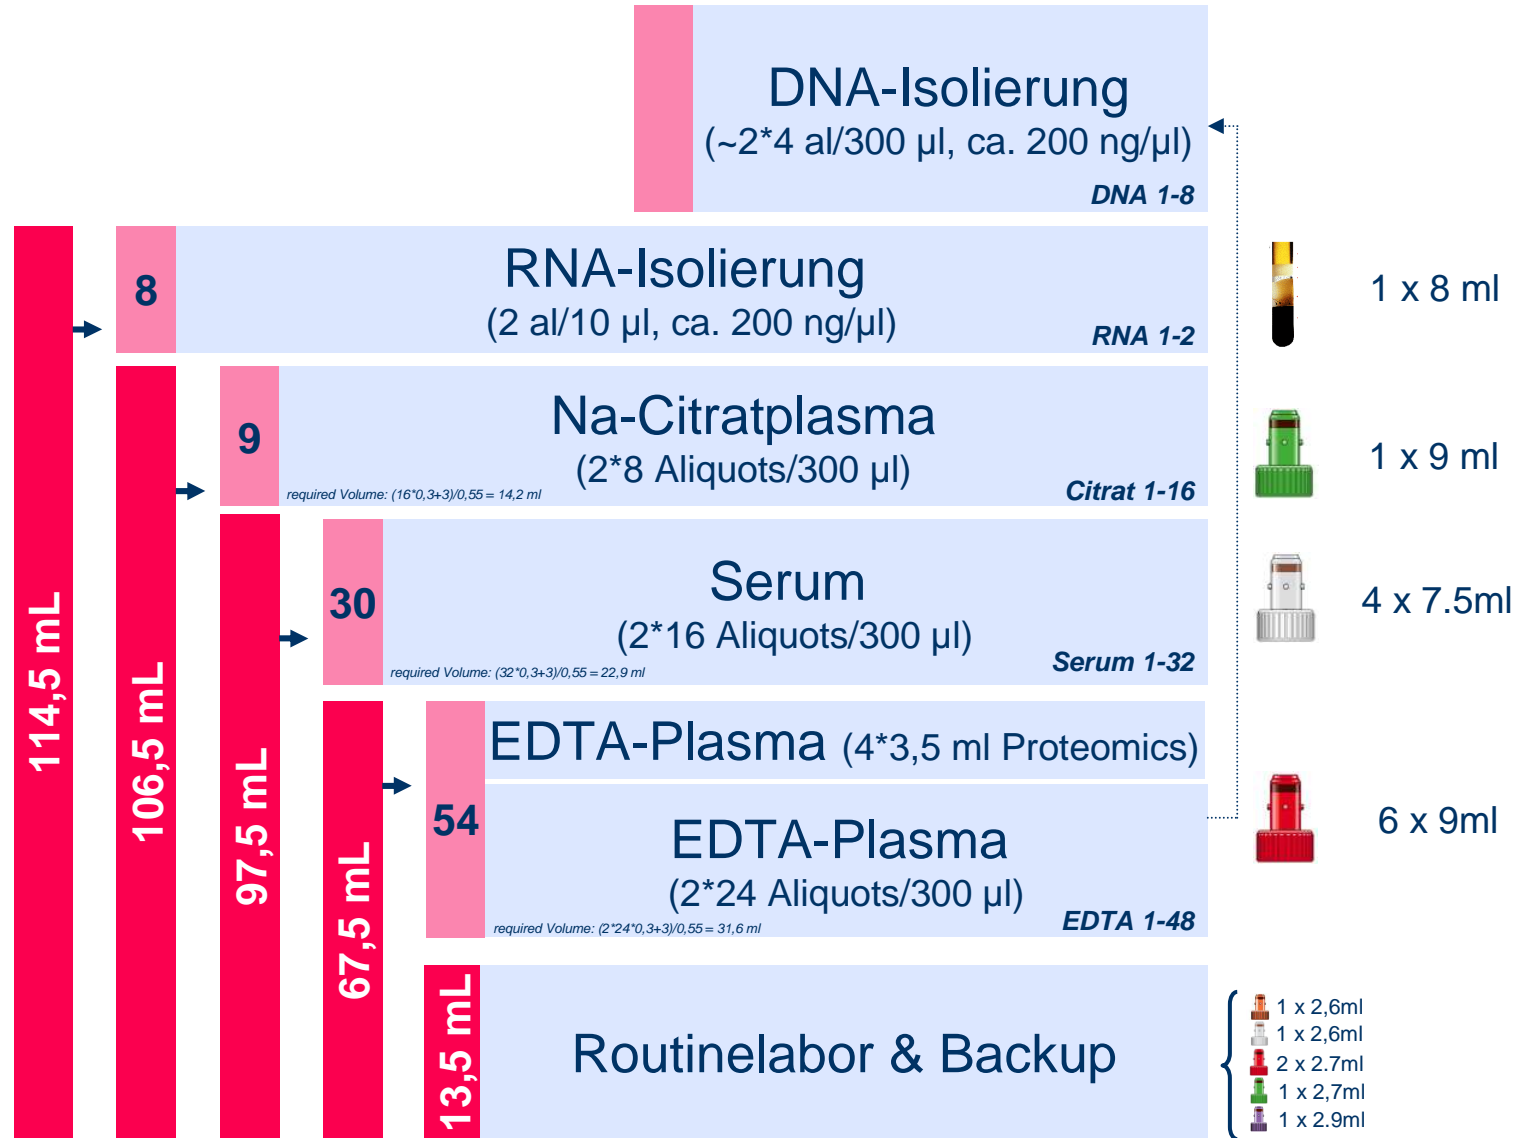 DNA-Isolierung
(~2*4 al/300 µl, ca. 200 ng/µl)
DNA 1-8
114,5 mL
8
RNA-Isolierung
(2 al/10 µl, ca. 200 ng/µl)
RNA 1-2
1 x 8 ml
106,5 mL
9
Na-Citratplasma
(2*8 Aliquots/300 µl)
required Volume: (16*0,3+3)/0,55 = 14,2 ml
Citrat 1-16
1 x 9 ml
97,5 mL
30
Serum
(2*16 Aliquots/300 µl)
required Volume: (32*0,3+3)/0,55 = 22,9 ml
Serum 1-32
4 x 7.5ml
67,5 mL
54
EDTA-Plasma (4*3,5 ml Proteomics)
EDTA-Plasma
(2*24 Aliquots/300 µl)
required Volume: (2*24*0,3+3)/0,55 = 31,6 ml
EDTA 1-48
6 x 9ml
13,5 mL
Routinelabor & Backup
1 x 2,6ml
1 x 2,6ml
2 x 2.7ml
1 x 2,7ml
1 x 2.9ml